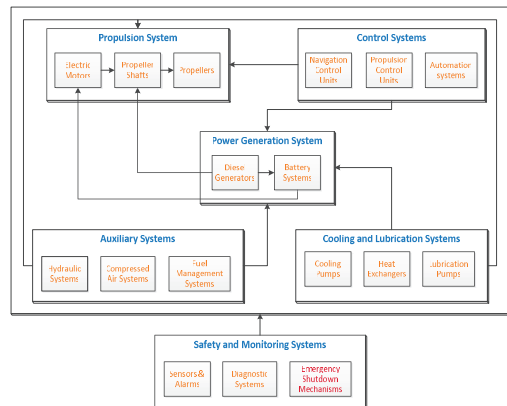 Propulsion System
Electric
Motors
Propeller
Shafts
Propellers
Control Systems
Navigation
Control
Units
Propulsion
Control
Units
Automation
systems
Power Generation System
Diese
Generators
Battery
Systems
Auxiliary Systems
Hydraulic
Systems
Compressed
Air Systems
Fuel
Management
Systems
Cooling and Lubrication Systems
Cooling
Pumps
Heat
Exchangers
Lubrication
Pumps
Safety and Monitoring Systems
Sensors&
Alarms
Diagnostic
Systems
Emergency
Shutdown
Mechanisms